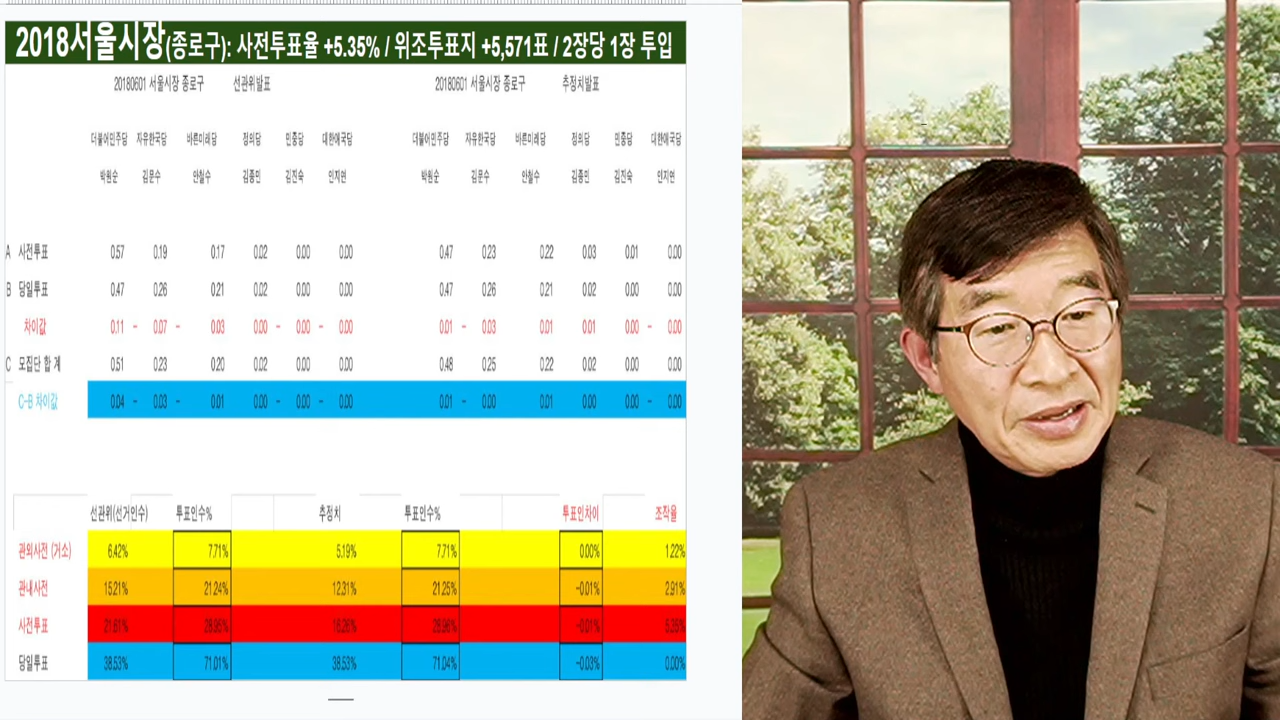 2018서울시장(종로구): 사전투표율 +5.35% / 위조투표지 +5,571표 / 2장당 1장 투입
20180601 서울시장 종로구 선관위발표 20180601 서울시장 종로구 추정치발표
더불어민주당 자유한국당 바른미래당 정의당 민중당 대한애국당 더불어민주당 자유한국당 바른미래당 정의당 민중당 대한애국당
박원순 김문수 안철수 김종민 김진숙 인지연 박원순 김문수 안철수 김종민 김진숙 인지연
A 사전투표 0.57 0.19 0.17 0.02 0.00 0.00 0.47 0.23 0.22 0.03 0.01 0.00
B 당일투표 0.47 0.26 0.21 0.02 0.00 0.00 0.47 0.26 0.21 0.02 0.00 0.00
차이값 0.11 - 0.07 - 0.03 0.00 - 0.00 - 0.00 0.01 - 0.03 0.01 0.01 0.00 - 0.00
C 모집단 합 계 0.51 0.23 0.20 0.02 0.00 0.00 0.48 0.25 0.22 0.02 0.00 0.00
C-B 차이값 0.04 - 0.03 - 0.01 0.00 - 0.00 - 0.00 0.01 - 0.00 0.01 0.00 0.00 - 0.00
선관위(선거인수) 투표인수% 추정치 투표인수% 투표인차이 조작율
관외사전 (거소) 6.42% 7.71% 5.19% 7.71% 0.00% 1.22%
관내사전 15.21% 21.24% 12.31% 21.25% -0.01% 2.91%
사전투표 21.61% 28.95% 16.26% 28.96% -0.01% 5.35%
당일투표 38.53% 71.01% 38.53% 71.04% -0.03% 0.00%